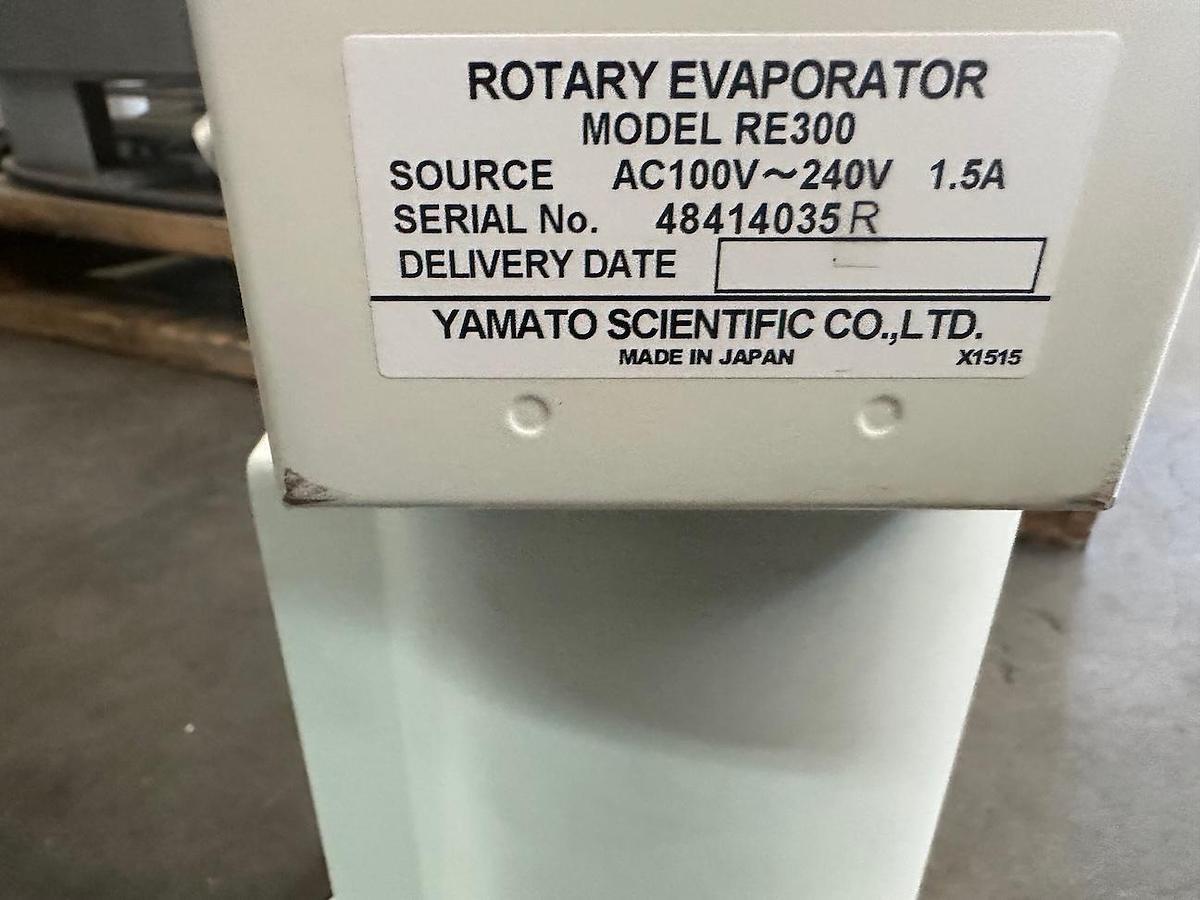 ROTARY EVAPORATOR
MODEL RE300
SOURCE AC100V～240V 1.5A
SERIAL No. 48414035 R
DELIVERY DATE —
YAMATO SCIENTIFIC CO.,LTD.
MADE IN JAPAN X1515